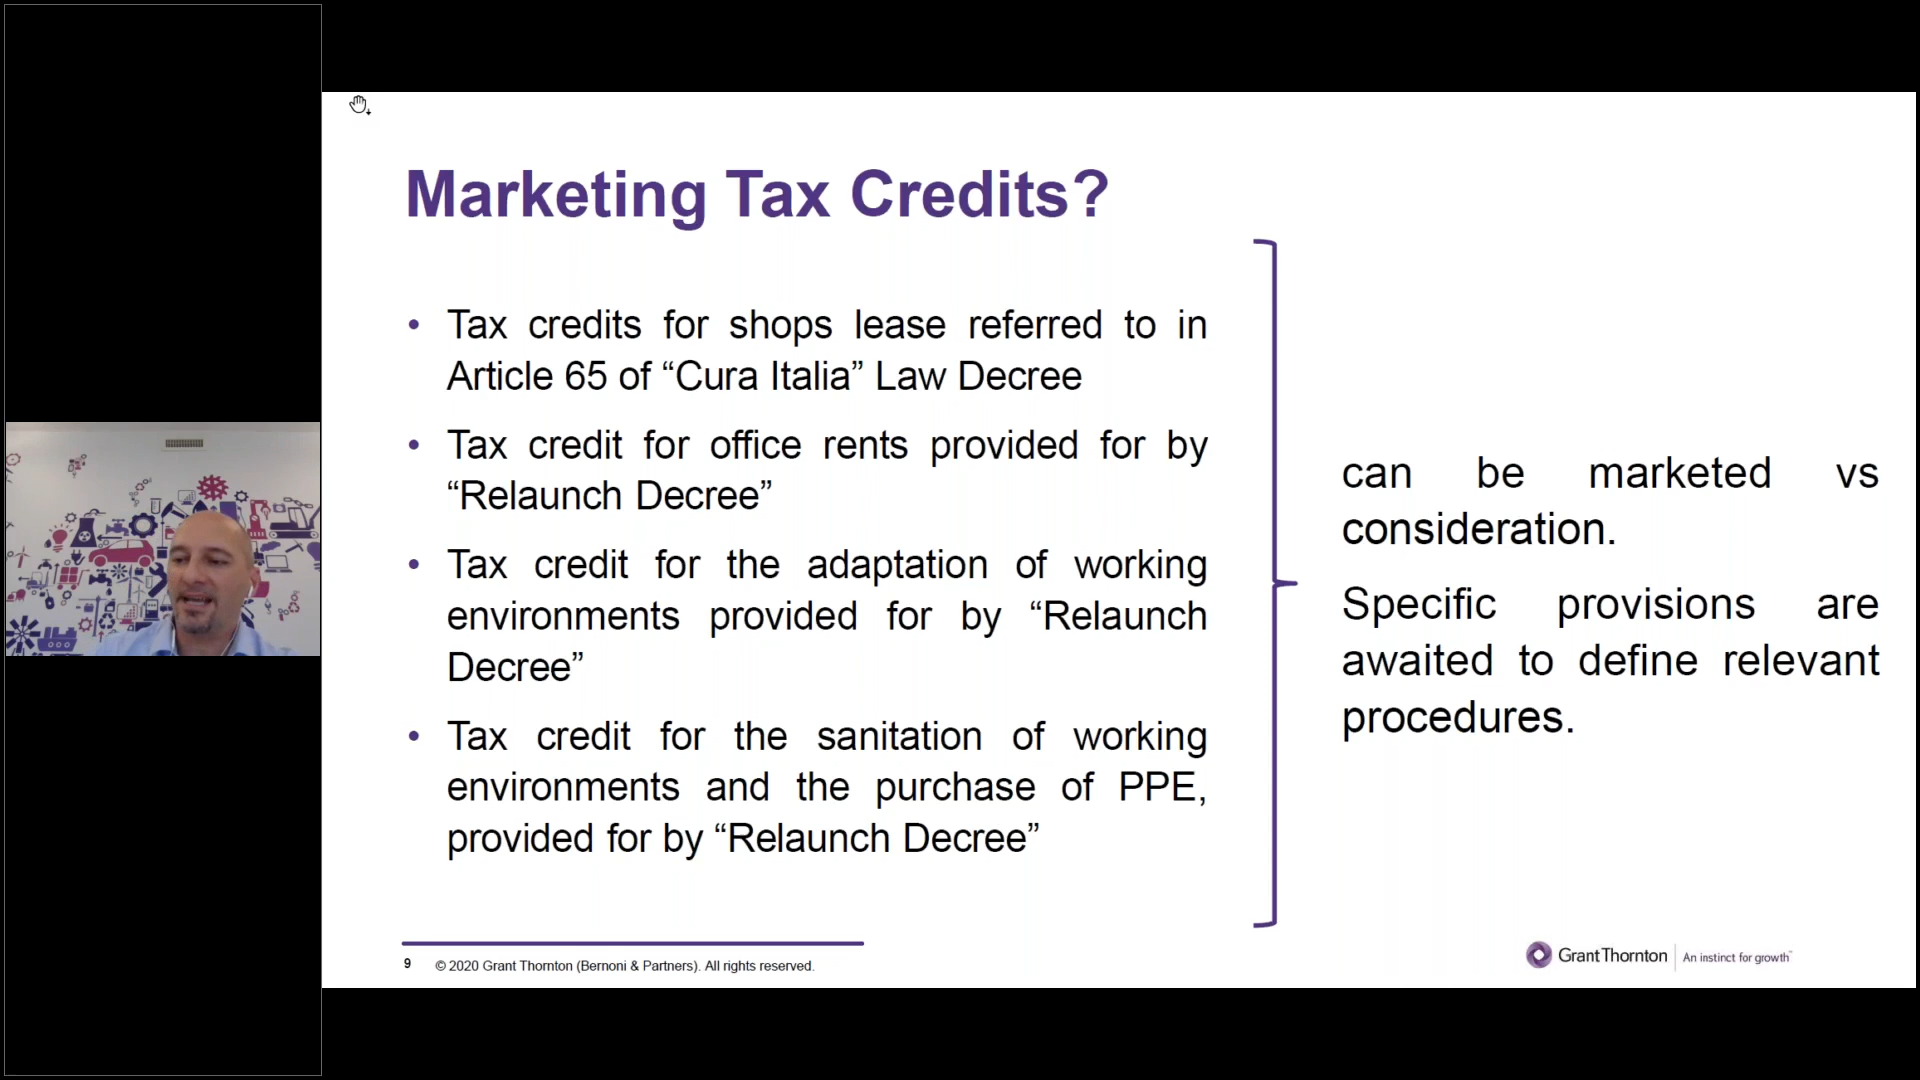 Marketing Tax Credits?
• Tax credits for shops lease referred to in
Article 65 of “Cura Italia” Law Decree
• Tax credit for office rents provided for by
“Relaunch Decree”
• Tax credit for the adaptation of working
environments provided for by “Relaunch
Decree”
• Tax credit for the sanitation of working
environments and the purchase of PPE,
provided for by “Relaunch Decree”
can be marketed vs
consideration.
Specific provisions are
awaited to define relevant
procedures.
9 © 2020 Grant Thornton (Bernoni & Partners). All rights reserved.
Grant Thornton | An instinct for growth™